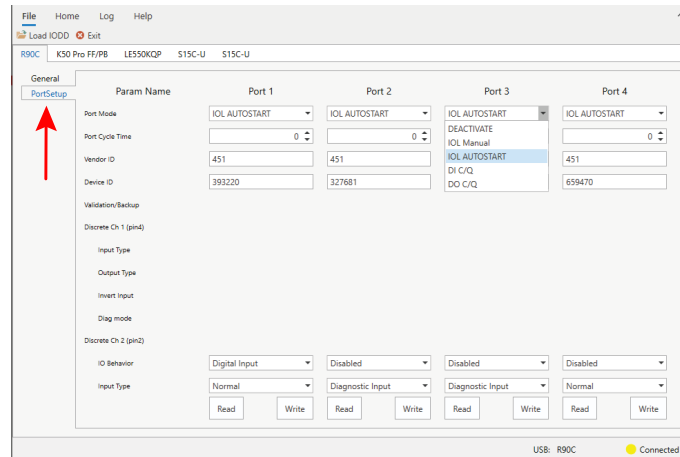 File Home Log Help
Load IODD Exit
R90C K50 Pro FF/PB LE550KQP S15C-U S15C-U
General
PortSetup
Param Name Port 1 Port 2 Port 3 Port 4
Port Mode IOL AUTOSTART IOL AUTOSTART IOL AUTOSTART IOL AUTOSTART
DEACTIVATE
Port Cycle Time 0 0 0
IOL Manual
Vendor ID 451 451 IOL AUTOSTART 451
DI C/Q
Device ID 393220 327681 DO C/Q 659470
Validation/Backup
Discrete Ch 1 (pin4)
Input Type
Output Type
Invert Input
Diag mode
Discrete Ch 2 (pin2)
IO Behavior Digital Input Disabled Disabled Disabled
Input Type Normal Diagnostic Input Diagnostic Input Normal
Read Write Read Write Read Write Read Write
USB: R90C Connected